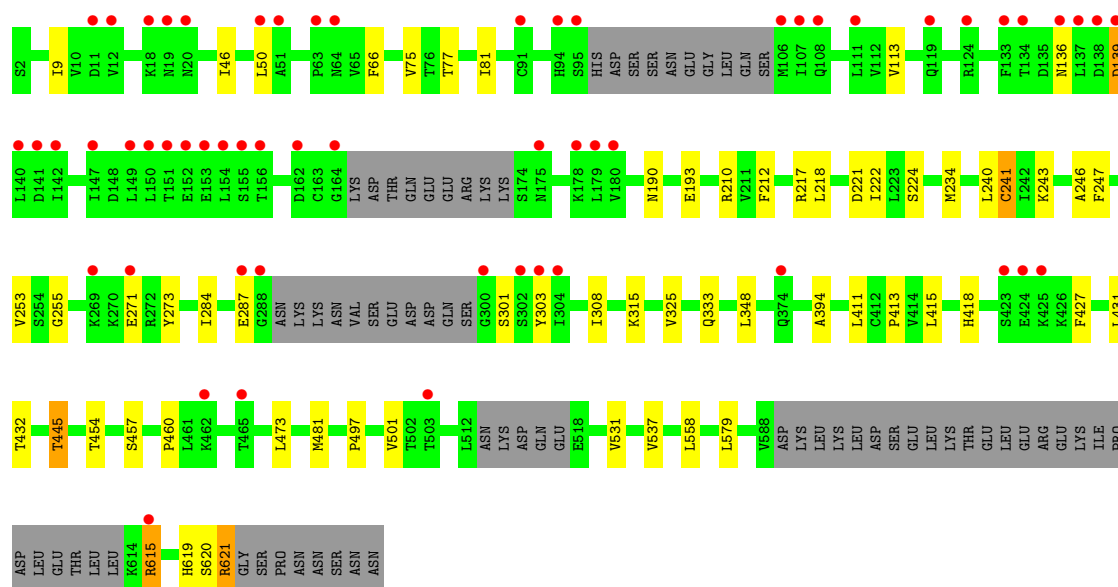 S2 I9 V10 D11 V12 K18 N19 N20 I46 L50 A51 P63 N64 V65 F66 V75 T76 T77 I81 C91 H94 S95 HIS ASP SER SER ASN GLU GLY LEU GLN SER M106 I107 Q108 L111 V112 V113 Q119 R124 F133 T134 D135 N136 L137 D138 D139
L140 D141 I142 I147 D148 L149 L150 T151 E152 E153 L154 S155 T156 D162 C163 G164 LYS ASP THR GLN GLU GLU ARG LYS LYS S174 N175 K178 L179 V180 N190 E193 R210 V211 F212 R217 L218 D221 I222 L223 S224 M234 L240 C241 I242 K243 A246 F247
V253 S254 G255 K269 K270 E271 R272 Y273 I284 E287 G288 ASN LYS LYS ASN VAL SER GLU ASP ASP GLN SER G300 S301 S302 Y303 I304 I308 K315 V325 Q333 L348 Q374 A394 L411 C412 P413 V414 L415 H418 S423 E424 K425 K426 F427 L431
T432 T445 T454 S457 P460 L461 K462 T465 L473 M481 P497 V501 T502 T503 L512 ASN LYS ASP GLN GLU E518 V531 V537 L558 L579 V588 ASP LYS LEU LYS LEU ASP SER GLU LEU LYS THR GLU LEU GLU ARG GLU LYS ILE PRO
ASP LEU GLU THR LEU LEU K614 R615 H619 S620 R621 GLY SER PRO ASN ASN SER ASN ASN